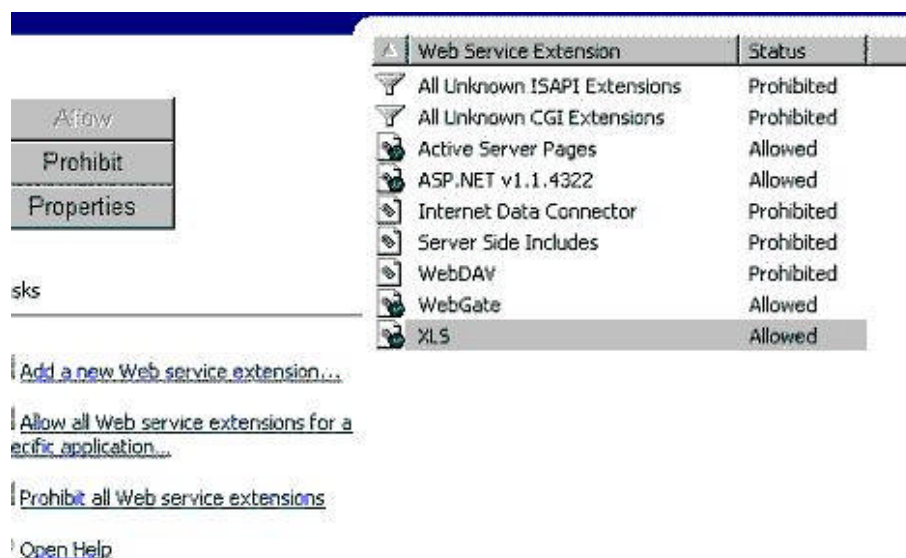 Allow
Prohibit
Properties
sks
Add a new Web service extension...
Allow all Web service extensions for a
ecific application...
Prohibit all Web service extensions
Open Help
Web Service Extension Status
All Unknown ISAPI Extensions Prohibited
All Unknown CGI Extensions Prohibited
Active Server Pages Allowed
ASP.NET v1.1.4322 Allowed
Internet Data Connector Prohibited
Server Side Includes Prohibited
WebDAV Prohibited
WebGate Allowed
XLS Allowed